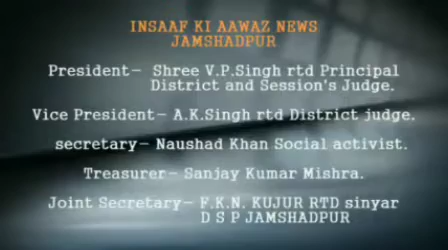 INSAAF KI AAWAZ NEWS
JAMSHADPUR
President- Shree V.P.Singh rtd Principal
District and Session's Judge.
Vice President- A.K.Singh rtd District judge.
secretary- Naushad Khan Social activist.
Treasurer- Sanjay Kumar Mishra.
Joint Secretary- F.K.N. KUJUR RTD sinyar
D S P JAMSHADPUR